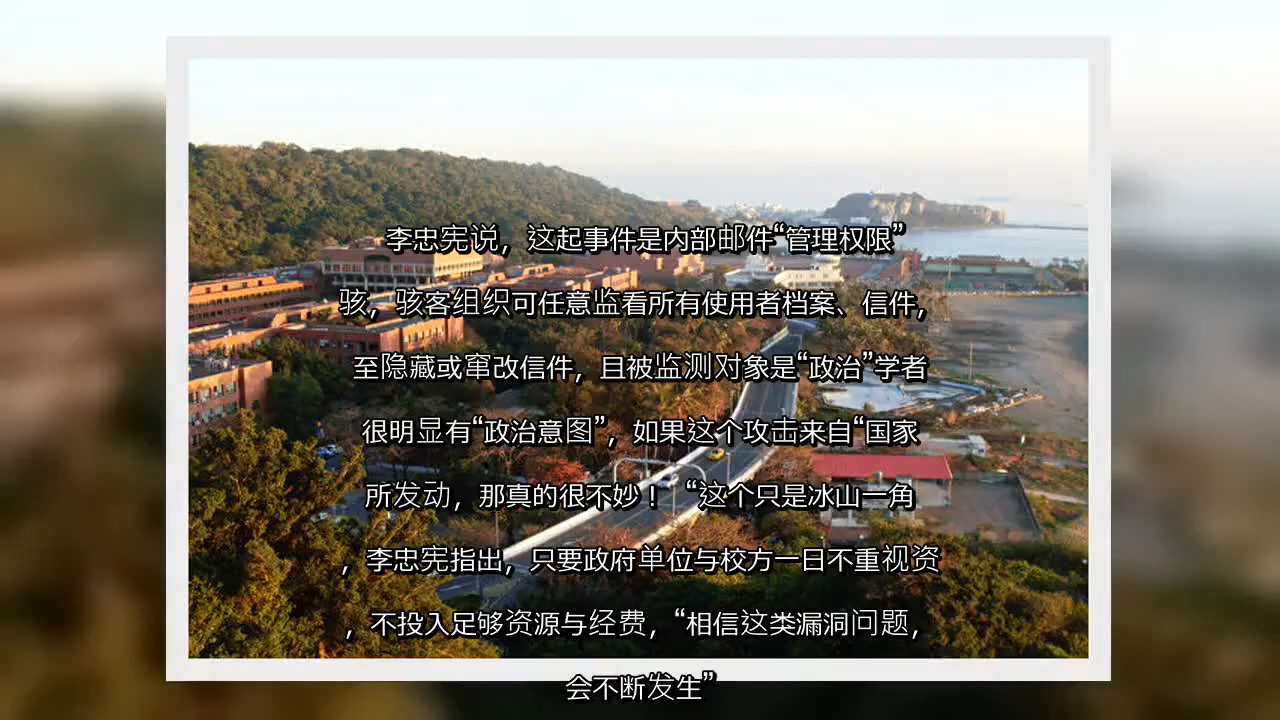 李忠宪说，这起事件是内部邮件“管理权限”
骇，骇客组织可任意监看所有使用者档案、信件，
至隐藏或窜改信件，且被监测对象是“政治”学者
很明显有“政治意图”，如果这个攻击来自“国家
所发动，那真的很不妙！“这个只是冰山一角
，李忠宪指出，只要政府单位与校方一日不重视资
，不投入足够资源与经费，“相信这类漏洞问题，
会不断发生”